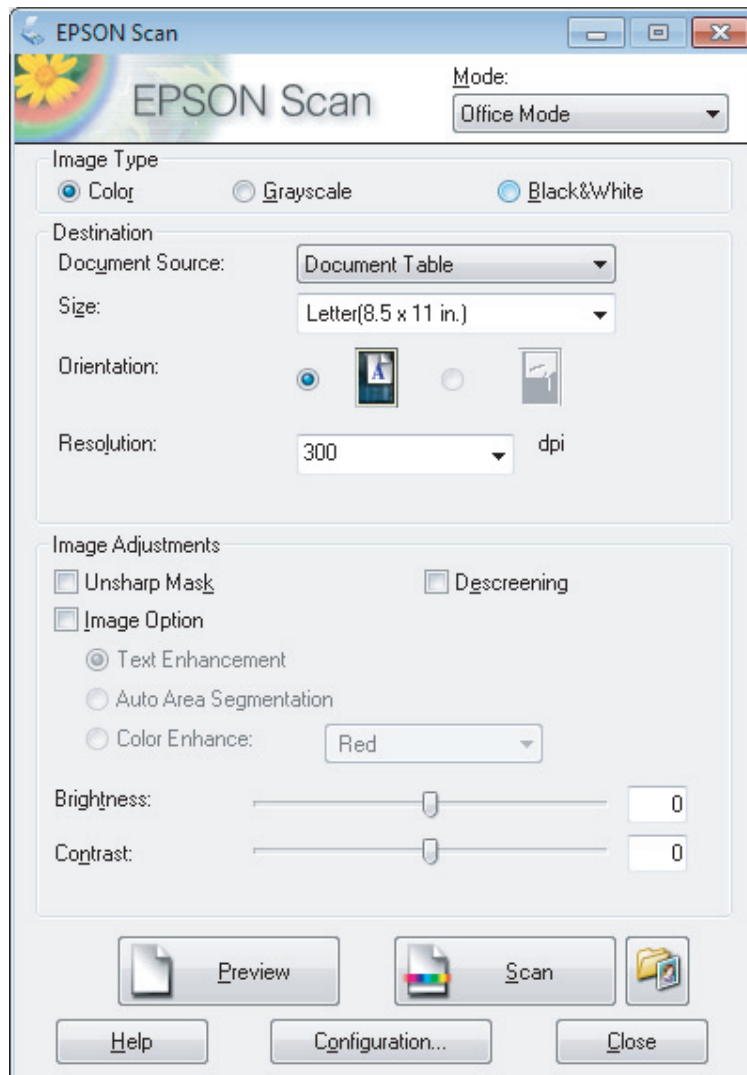 EPSON Scan
EPSON Scan
Mode:
Office Mode
Image Type
Color Grayscale Black&White
Destination
Document Source: Document Table
Size: Letter(8.5 x 11 in.)
Orientation: A
Resolution: 300 dpi
Image Adjustments
Unsharp Mask Descreening
Image Option
Text Enhancement
Auto Area Segmentation
Color Enhance: Red
Brightness: 0
Contrast: 0
Preview Scan
Help Configuration... Close